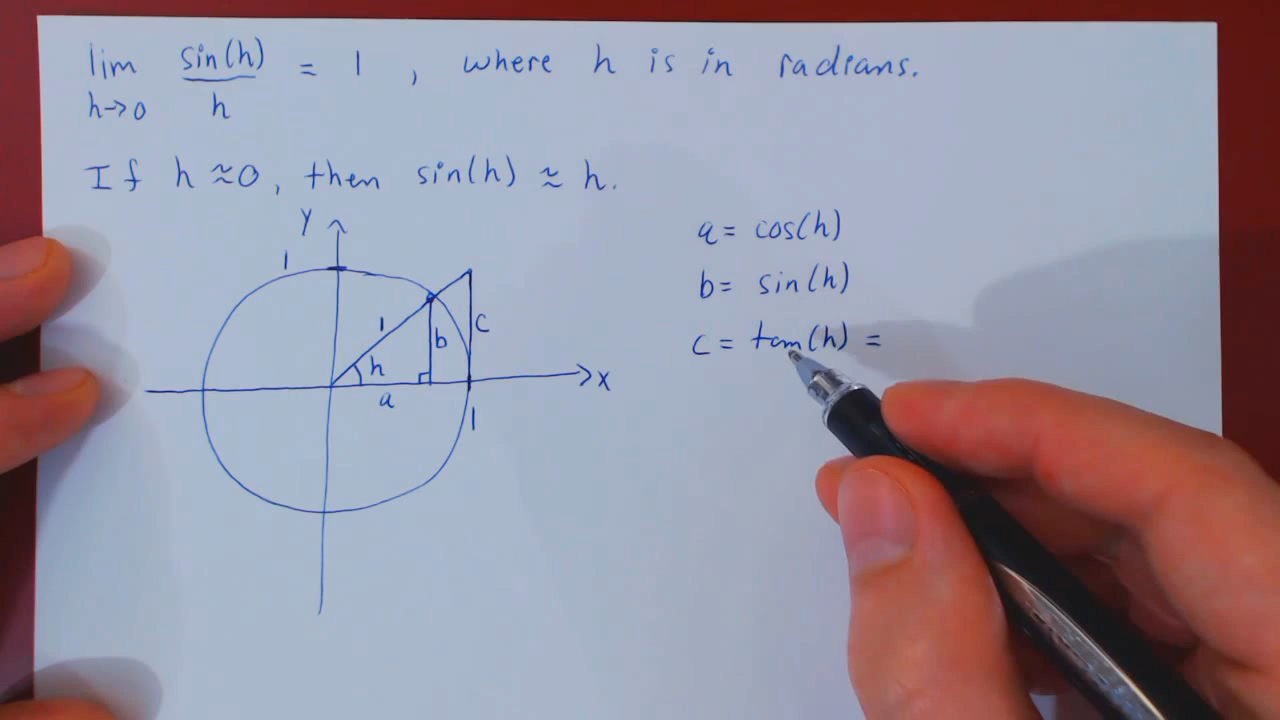 lim sin(h)/h = 1 , where h is in radians.
h→0
If h ≈ 0, then sin(h) ≈ h.
Y
1
a = cos(h)
b = sin(h)
1
c
b
c = tan(h) =
h
x
a
1